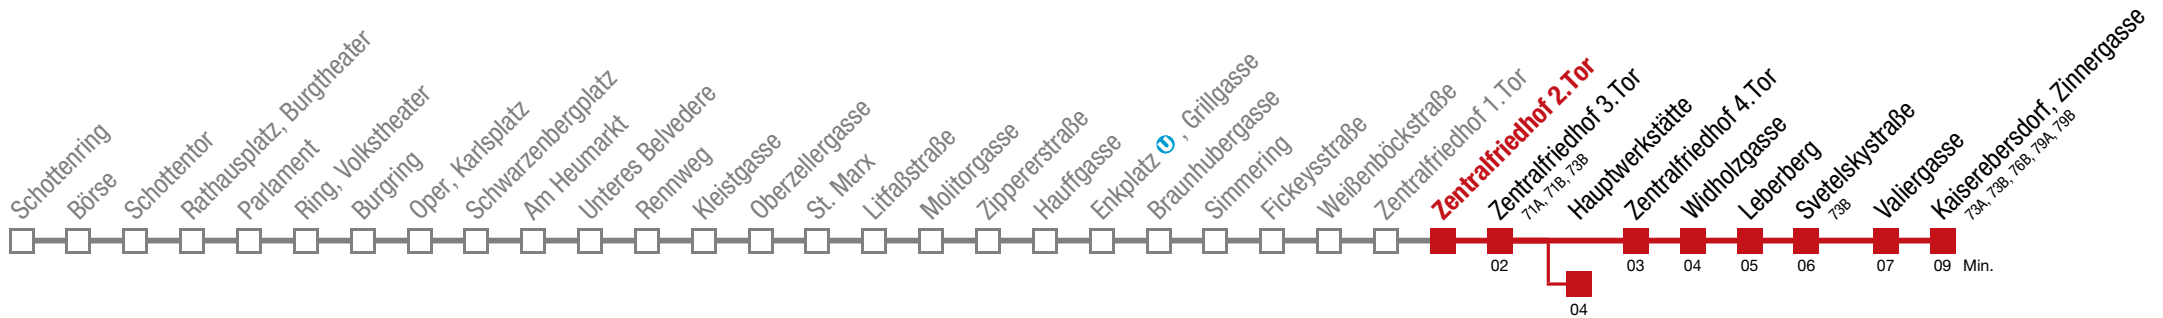 Schottenring
Börse
Schottentor
Rathausplatz, Burgtheater
Parlament
Ring, Volkstheater
Burgring
Oper, Karlsplatz
Schwarzenbergplatz
Am Heumarkt
Unteres Belvedere
Rennweg
Kleistgasse
Oberzellergasse
St. Marx
Litfaßstraße
Molitorgasse
Zippererstraße
Hauffgasse
Enkplatz U , Grillgasse
Braunhubergasse
Simmering
Fickeysstraße
Weißenböckstraße
Zentralfriedhof 1.Tor
Zentralfriedhof 2.Tor
Zentralfriedhof 3.Tor
71A, 71B, 73B
Hauptwerkstätte
Zentralfriedhof 4.Tor
Widholzgasse
Leberberg
Svetelskystraße
73B
Valiergasse
Kaiserebersdorf, Zinnergasse
73A, 73B, 76B, 79A, 79B
02 03 04 05 06 07 09 Min.
04